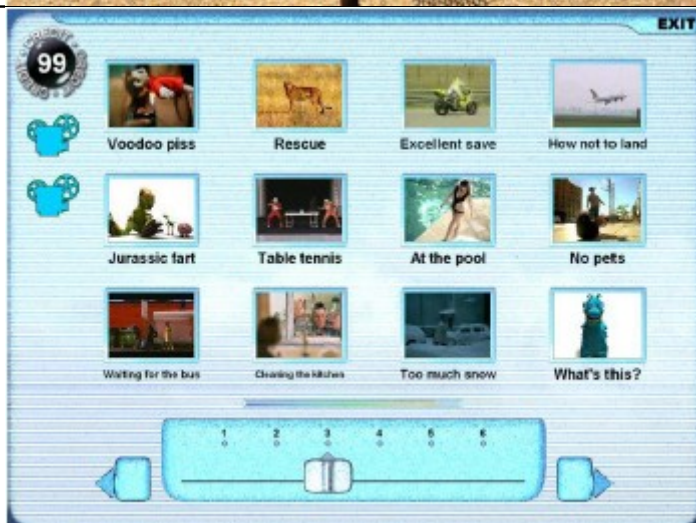 EXIT
99
Voodoo piss
Rescue
Excellent save
How not to land
Jurassic fart
Table tennis
At the pool
No petts
Waiting for the bus
Cleaning the kitchen
Too much snow
What's this?
1 2 3 4 5 6